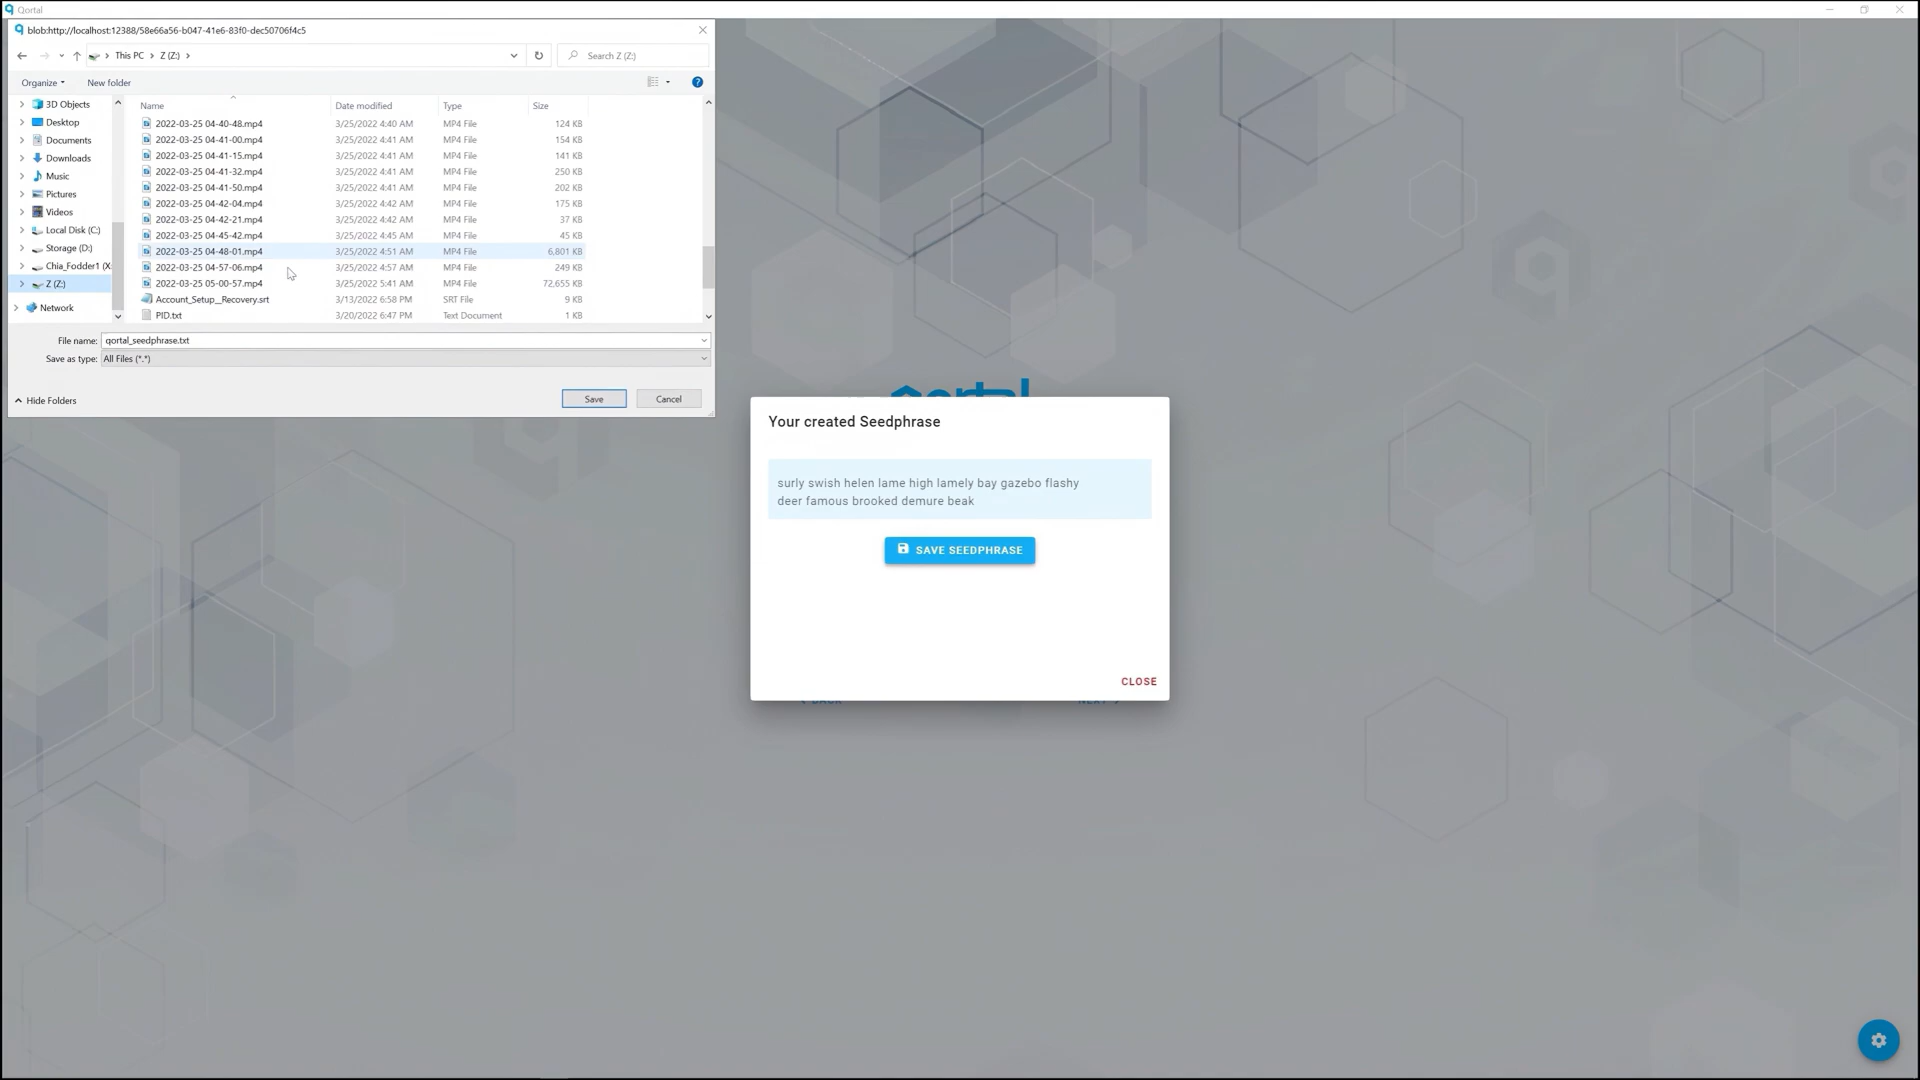 Qortal
blob:http://localhost:12388/58e66a56-b047-41e6-83f0-dec50706f4c5
This PC > Z (Z:) >
Search Z (Z:)
Organize
New folder
3D Objects
Desktop
Documents
Downloads
Music
Pictures
Videos
Local Disk (C:)
Storage (D:)
Chia_Fodder1 (X
Z (Z:)
Network
Name Date modified Type Size
2022-03-25 04-40-48.mp4 3/25/2022 4:40 AM MP4 File 124 KB
2022-03-25 04-41-00.mp4 3/25/2022 4:41 AM MP4 File 154 KB
2022-03-25 04-41-15.mp4 3/25/2022 4:41 AM MP4 File 141 KB
2022-03-25 04-41-32.mp4 3/25/2022 4:41 AM MP4 File 250 KB
2022-03-25 04-41-50.mp4 3/25/2022 4:41 AM MP4 File 202 KB
2022-03-25 04-42-04.mp4 3/25/2022 4:42 AM MP4 File 175 KB
2022-03-25 04-42-21.mp4 3/25/2022 4:42 AM MP4 File 37 KB
2022-03-25 04-45-42.mp4 3/25/2022 4:45 AM MP4 File 45 KB
2022-03-25 04-48-01.mp4 3/25/2022 4:51 AM MP4 File 6,801 KB
2022-03-25 04-57-06.mp4 3/25/2022 4:57 AM MP4 File 249 KB
2022-03-25 05-00-57.mp4 3/25/2022 5:41 AM MP4 File 72,655 KB
Account_Setup__Recovery.srt 3/13/2022 6:58 PM SRT File 9 KB
PID.txt 3/20/2022 6:47 PM Text Document 1 KB
File name: qortal_seedphrase.txt
Save as type: All Files (*.*)
Hide Folders
Save
Cancel
Your created Seedphrase
surly swish helen lame high lamely bay gazebo flashy
deer famous brooked demure beak
SAVE SEEDPHRASE
CLOSE